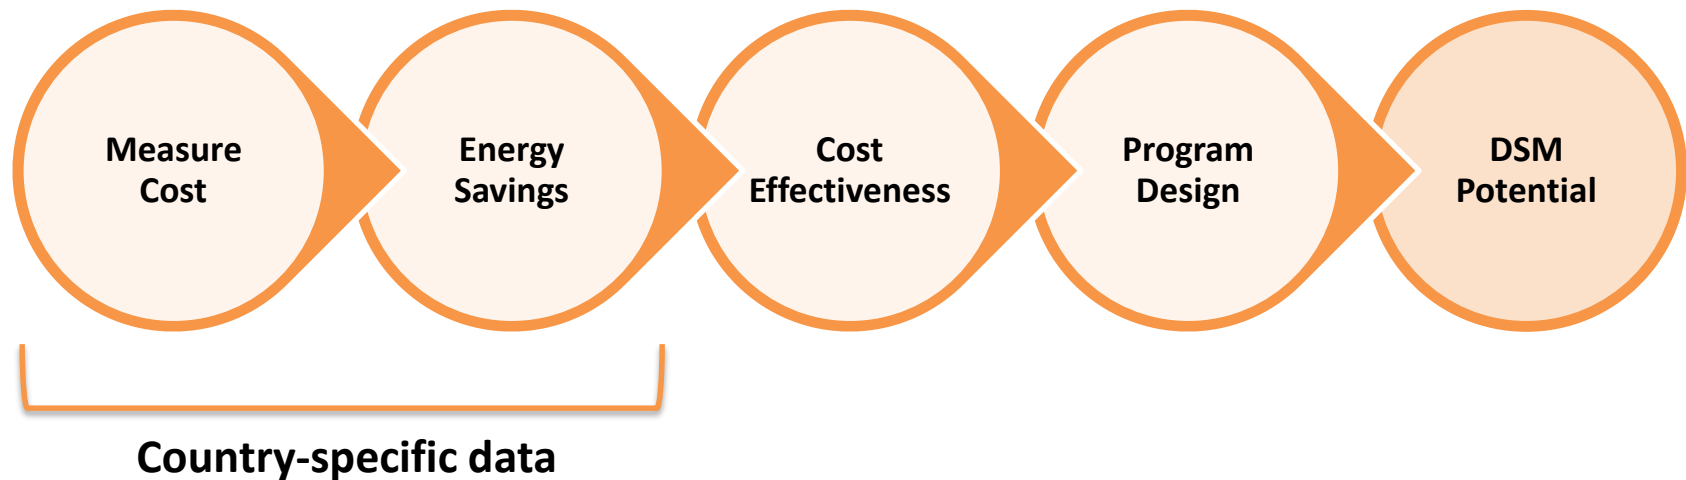 Measure
Cost
Energy
Savings
Cost
Effectiveness
Program
Design
DSM
Potential
Country-specific data